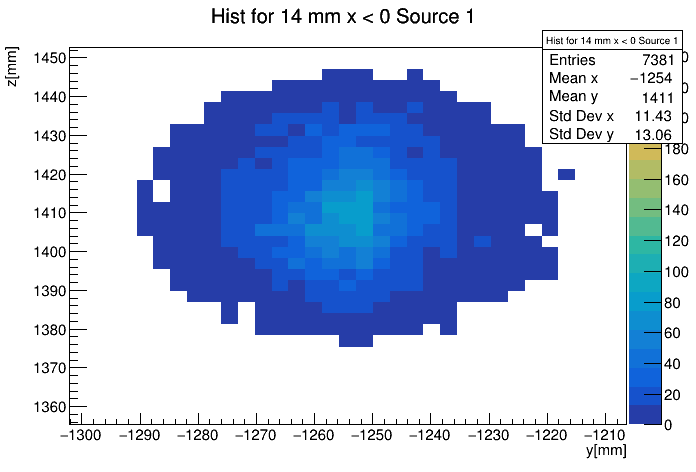 Hist for 14 mm x < 0 Source 1
z[mm]
1450
1440
1430
1420
1410
1400
1390
1380
1370
1360
−1300 −1290 −1280 −1270 −1260 −1250 −1240 −1230 −1220 −1210
y[mm]
Hist for 14 mm x < 0 Source 1
Entries 7381
Mean x −1254
Mean y 1411
Std Dev x 11.43
Std Dev y 13.06
180
160
140
120
100
80
60
40
20
0